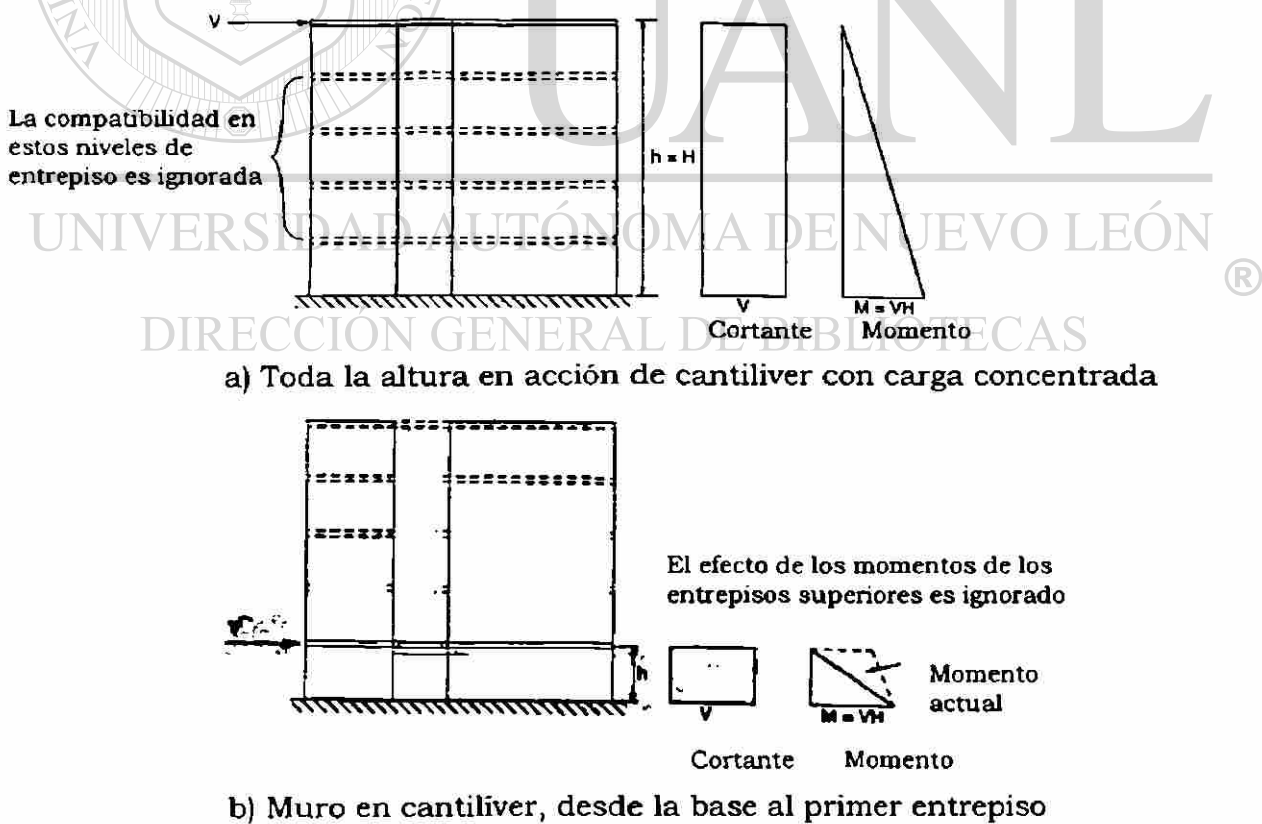 UANL
V
La compatibilidad en
estos niveles de
entrepiso es ignorada
h = H
UNIVERSIDAD AUTÓNOMA DE NUEVO LEÓN
®
V
M = VH
Cortante Momento
DIRECCIÓN GENERAL DE BIBLIOTECAS
a) Toda la altura en acción de cantiliver con carga concentrada
El efecto de los momentos de los
entrepisos superiores es ignorado
h
Momento
actual
V
M = VH
Cortante Momento
b) Muro en cantilíver, desde la base al primer entrepiso